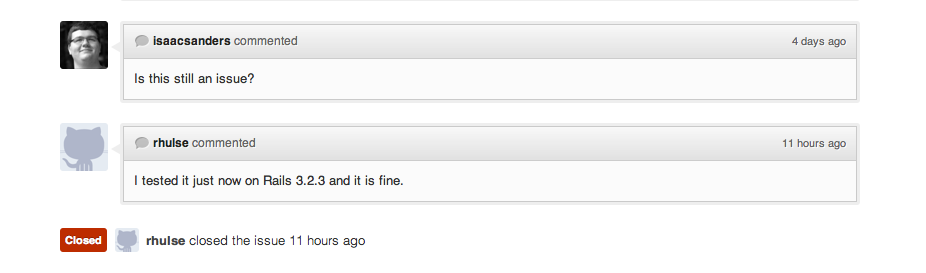 isaacsanders commented 4 days ago
Is this still an issue?
rhulse commented 11 hours ago
I tested it just now on Rails 3.2.3 and it is fine.
Closed rhulse closed the issue 11 hours ago